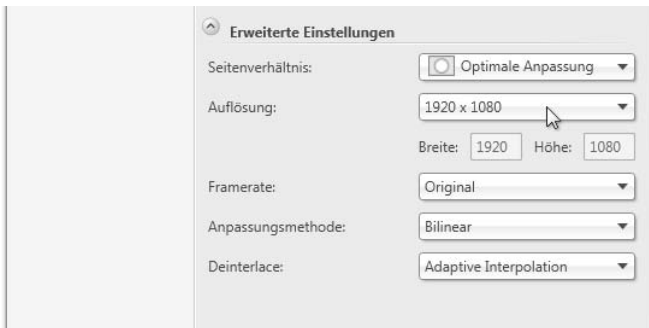 Erweiterte Einstellungen
Seitenverhältnis: Optimale Anpassung
Auflösung: 1920 x 1080
Breite: 1920 Höhe: 1080
Framerate: Original
Anpassungsmethode: Bilinear
Deinterlace: Adaptive Interpolation